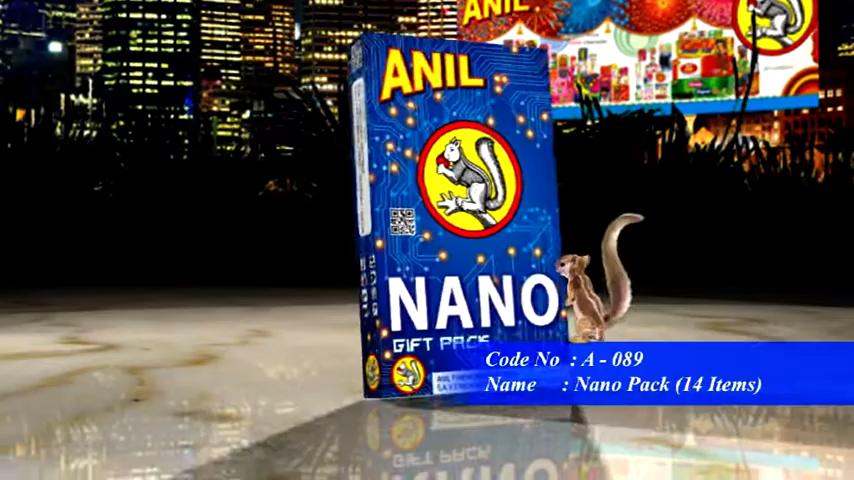 ANIL
ANIL
NANO
GIFT PACK
Code No : A - 089
Name : Nano Pack (14 Items)